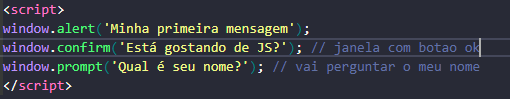 <script>
window.alert('Minha primeira mensagem');
window.confirm('Está gostando de JS?'); // janela com botao ok
window.prompt('Qual é seu nome?'); // vai perguntar o meu nome
</script>